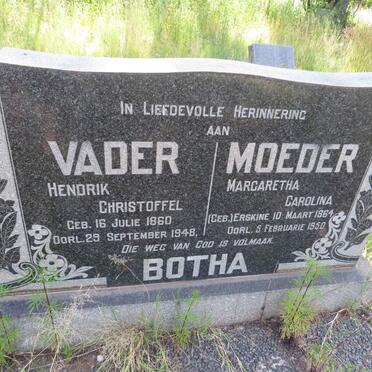 IN LIEFDEVOLLE HERINNERING
AAN
VADER
HENDRIK
CHRISTOFFEL
GEB. 16 JULIE 1860
OORL. 29 SEPTEMBER 1948.
MOEDER
MARGARETHA
CAROLINA
(GEB.) ERSKINE 10 MAART 1864
OORL. 5 FEBRUARIE 1950
DIE WEG VAN GOD IS VOLMAAK.
BOTHA